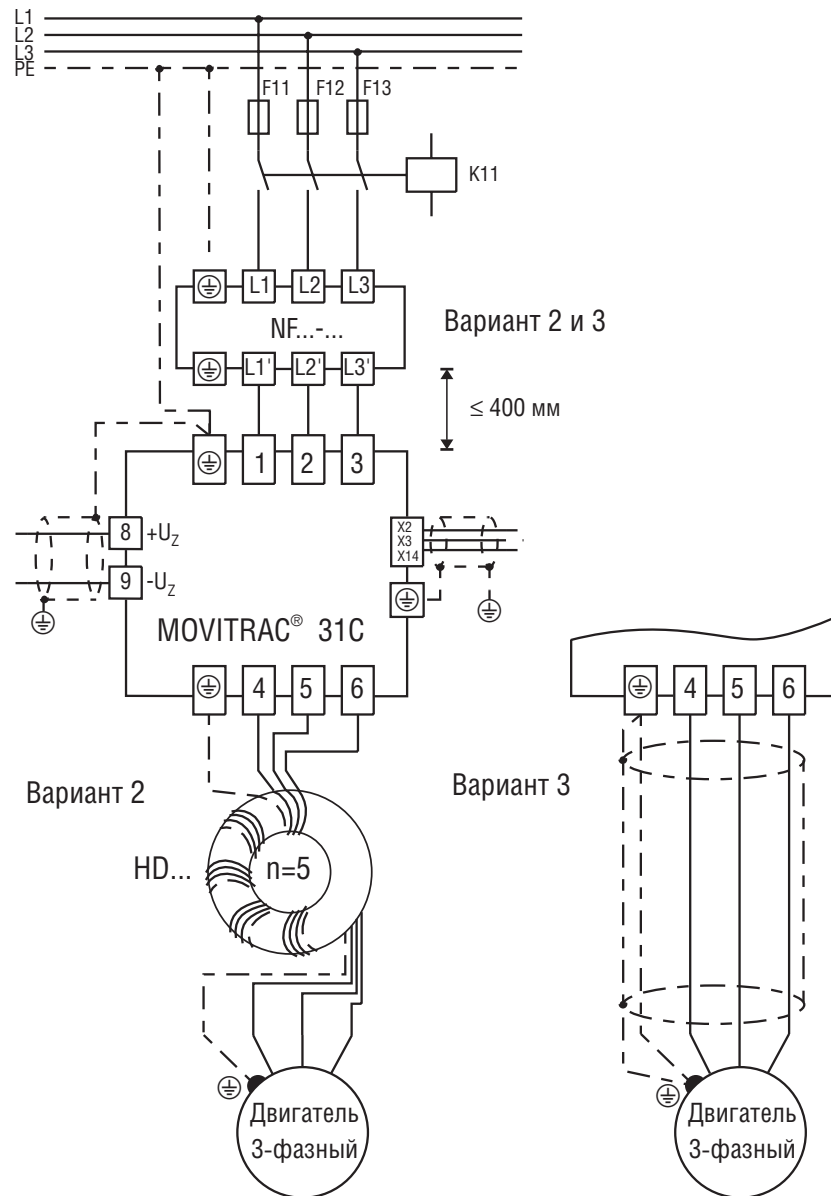 L1
L2
L3
PE
F11 F12 F13
K11
L1 L2 L3
NF...-...
Вариант 2 и 3
L1' L2' L3'
≤ 400 мм
1 2 3
8 +UZ
X2
X3
X14
9 -UZ
MOVITRAC® 31C
4 5 6
4 5 6
Вариант 2
Вариант 3
HD...
n=5
Двигатель
3-фазный
Двигатель
3-фазный